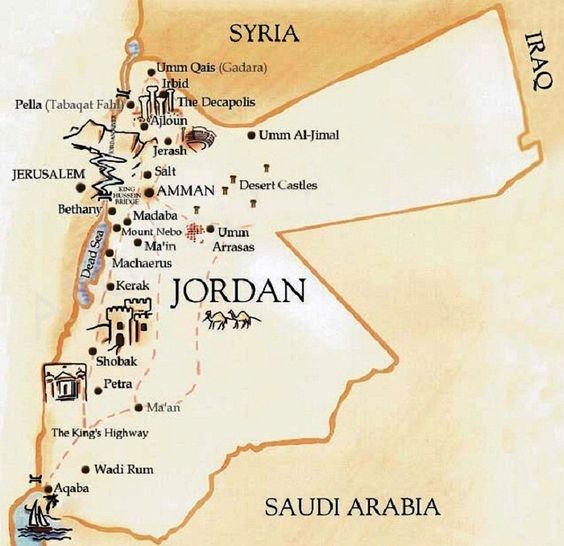 SYRIA
IRAQ
Umm Qais (Gadara)
Irbid
Pella (Tabaqat Fahl)
The Decapolis
Ajloun
JORDAN RIVER
Umm Al-Jimal
Jerash
JERUSALEM
Salt
KING
HUSSEIN
BRIDGE
AMMAN
Desert Castles
Bethany
Madaba
Mount Nebo
Umm
Arrasas
Ma'in
Dead Sea
Machaerus
Kerak
JORDAN
Shobak
Petra
Ma'an
The King's Highway
Wadi Rum
Aqaba
SAUDI ARABIA